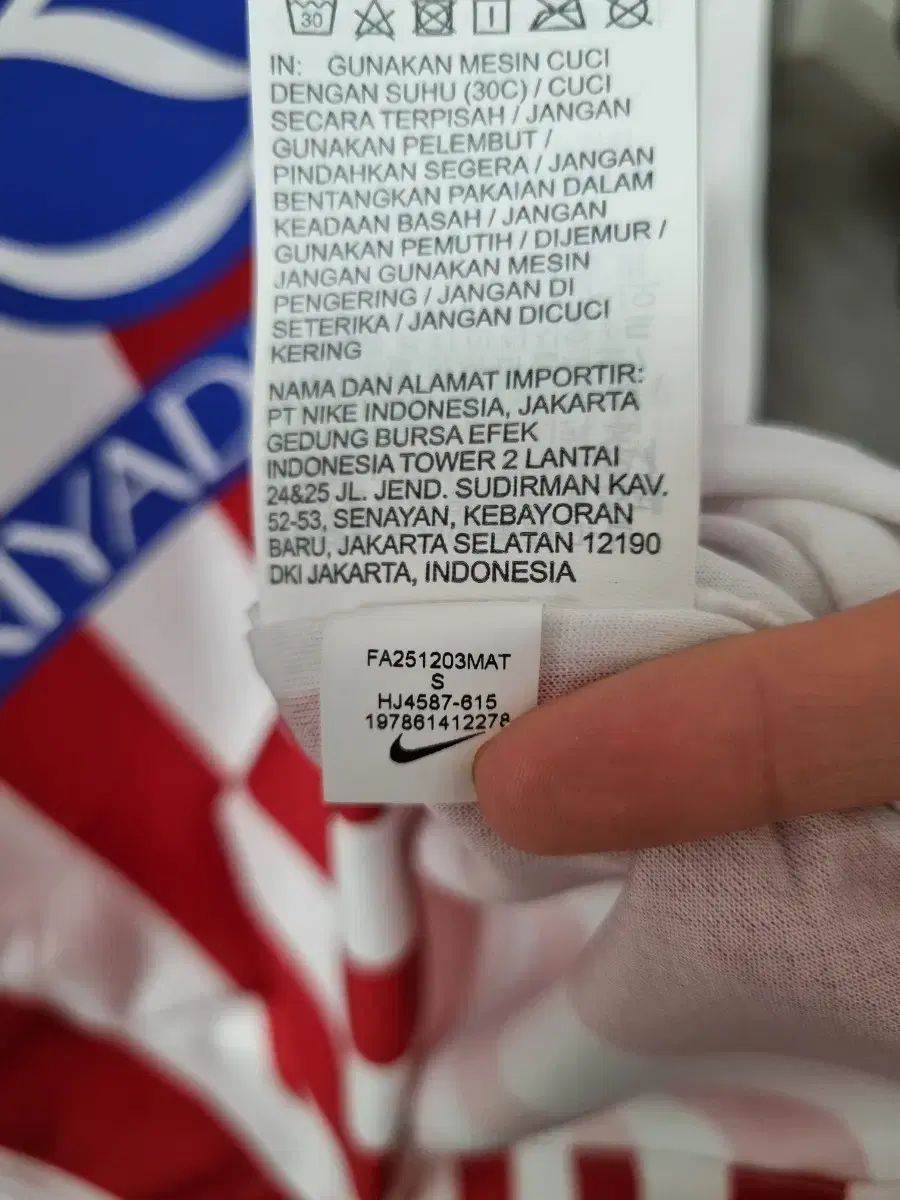 30
IN: GUNAKAN MESIN CUCI
DENGAN SUHU (30C) / CUCI
SECARA TERPISAH / JANGAN
GUNAKAN PELEMBUT /
PINDAHKAN SEGERA / JANGAN
BENTANGKAN PAKAIAN DALAM
KEADAAN BASAH / JANGAN
GUNAKAN PEMUTIH / DIJEMUR /
JANGAN GUNAKAN MESIN
PENGERING / JANGAN DI
SETERIKA / JANGAN DICUCI
KERING
NAMA DAN ALAMAT IMPORTIR:
PT NIKE INDONESIA, JAKARTA
GEDUNG BURSA EFEK
INDONESIA TOWER 2 LANTAI
24&25 JL. JEND. SUDIRMAN KAV.
52-53, SENAYAN, KEBAYORAN
BARU, JAKARTA SELATAN 12190
DKI JAKARTA, INDONESIA
IYAD
FA251203MAT
S
HJ4587-615
197861412278